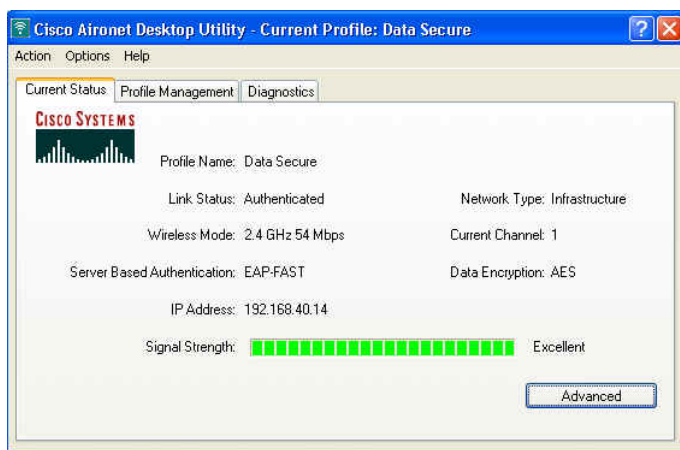 Cisco Aironet Desktop Utility - Current Profile: Data Secure
Action Options Help
Current Status Profile Management Diagnostics
CISCO SYSTEMS
Profile Name: Data Secure
Link Status: Authenticated Network Type: Infrastructure
Wireless Mode: 2.4 GHz 54 Mbps Current Channel: 1
Server Based Authentication: EAP-FAST Data Encryption: AES
IP Address: 192.168.40.14
Signal Strength: Excellent
Advanced